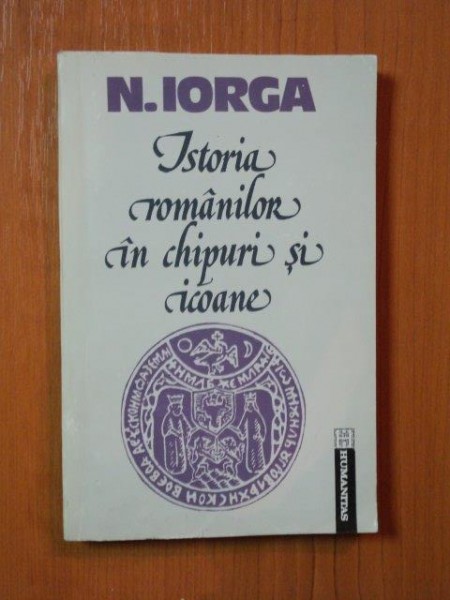 N. IORGA
Istoria
românilor
în chipuri și
icoane
HUMANITAS